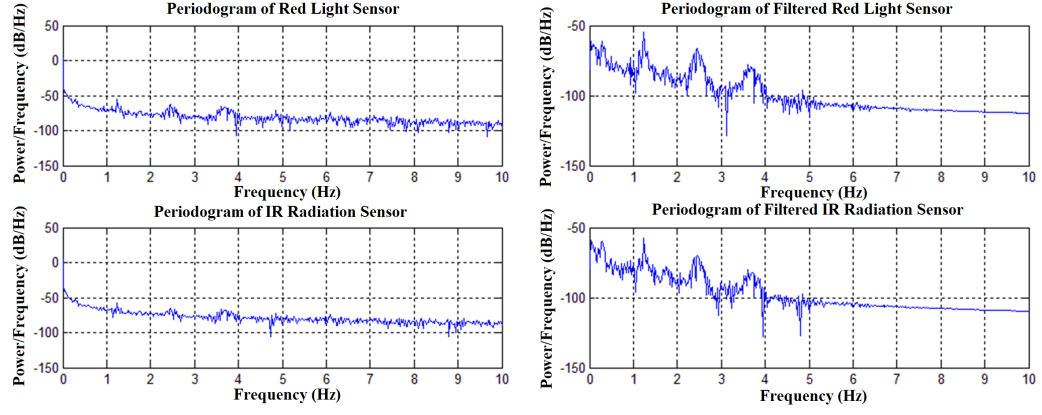 Periodogram of Red Light Sensor
Power/Frequency (dB/Hz)
50
0
-50
-100
-150
0 1 2 3 4 5 6 7 8 9 10
Frequency (Hz)
Periodogram of Filtered Red Light Sensor
Power/Frequency (dB/Hz)
-50
-100
-150
0 1 2 3 4 5 6 7 8 9 10
Frequency (Hz)
Periodogram of IR Radiation Sensor
Power/Frequency (dB/Hz)
50
0
-50
-100
-150
0 1 2 3 4 5 6 7 8 9 10
Frequency (Hz)
Periodogram of Filtered IR Radiation Sensor
Power/Frequency (dB/Hz)
-50
-100
-150
0 1 2 3 4 5 6 7 8 9 10
Frequency (Hz)